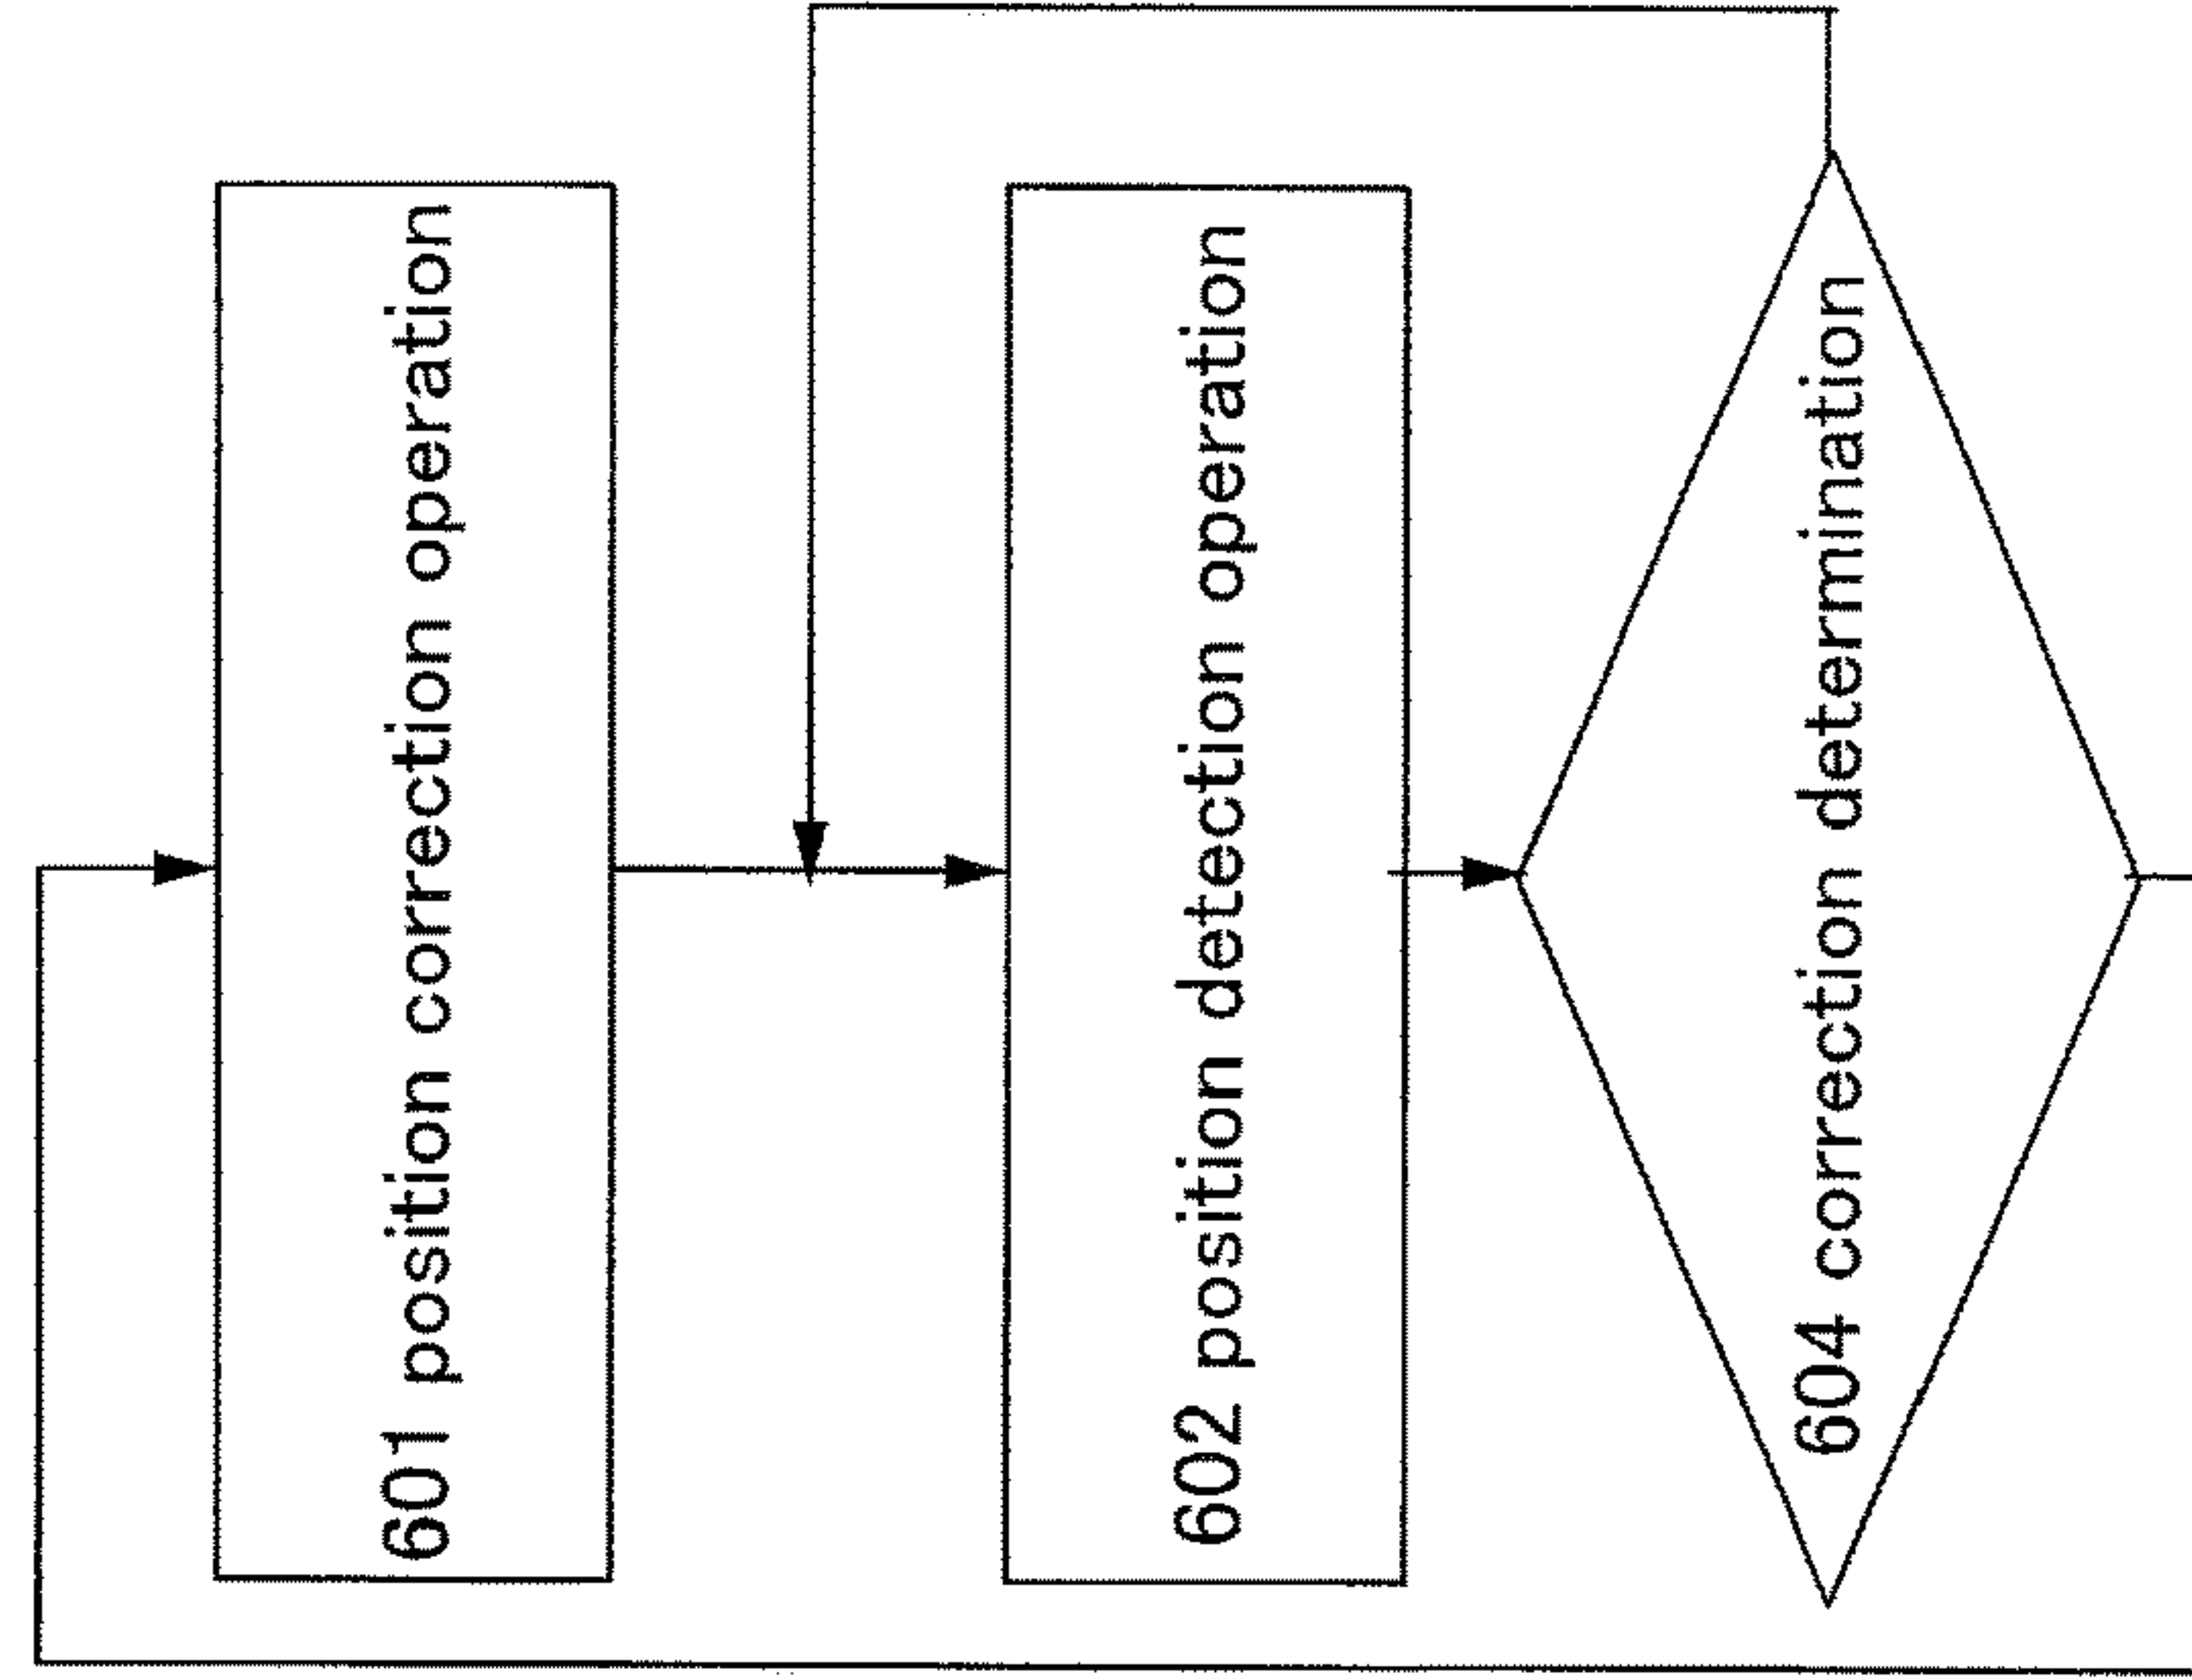 601 position correction operation
602 position detection operation
604 correction determination